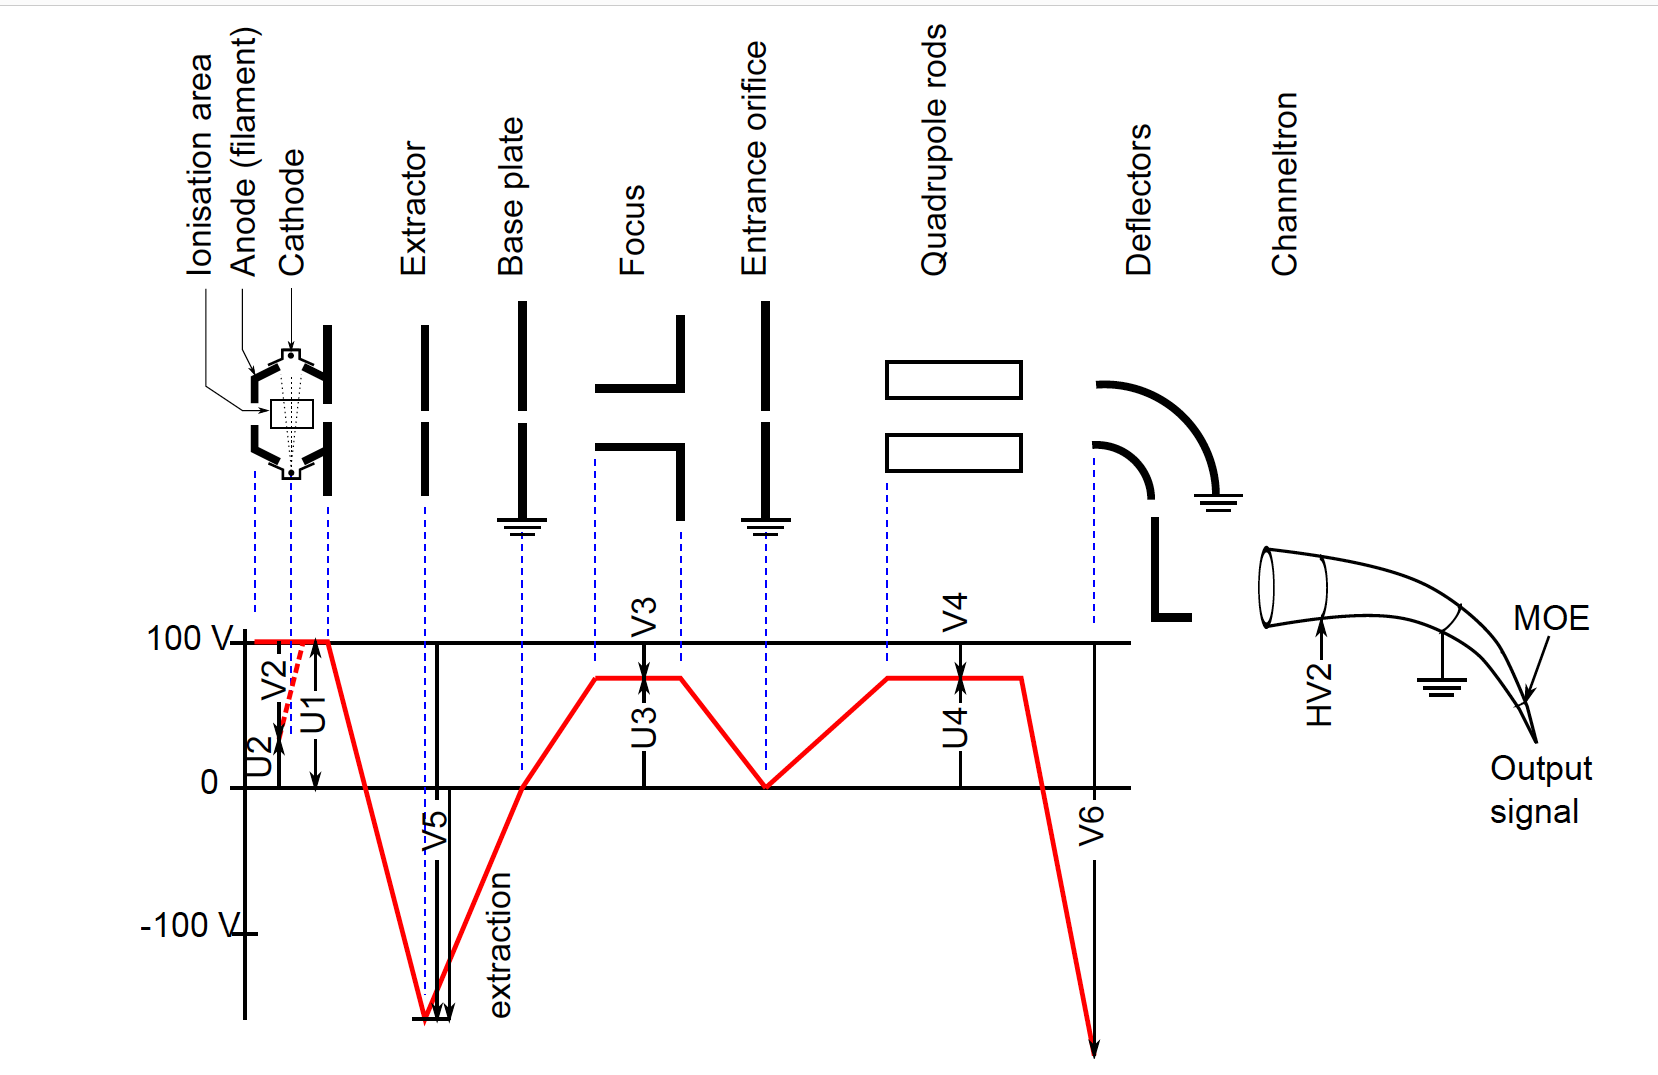 Ionisation area
Anode (filament)
Cathode
Extractor
Base plate
Focus
Entrance orifice
Quadrupole rods
Deflectors
Channeltron
100 V
0
-100 V
V2
U2
U1
V5
extraction
V3
U3
V4
U4
V6
HV2
MOE
Output
signal